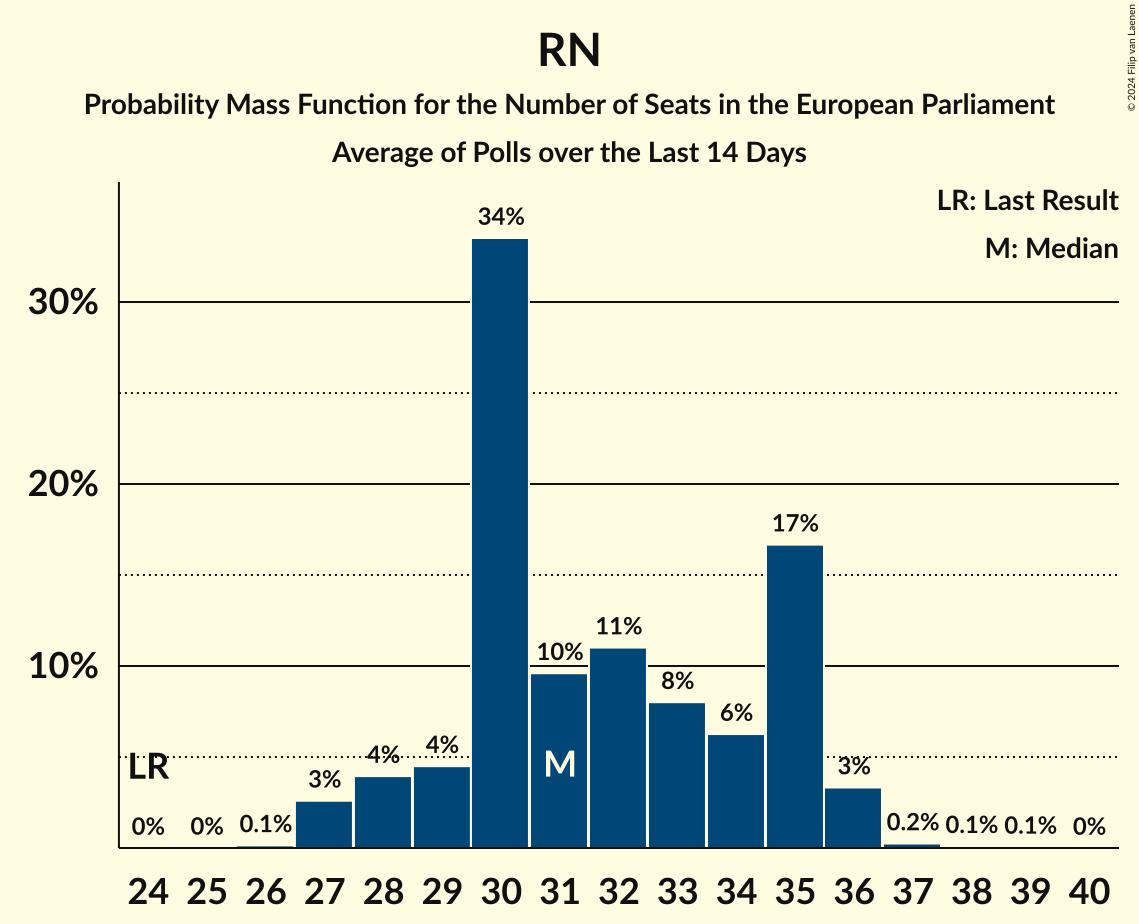 RN
Probability Mass Function for the Number of Seats in the European Parliament
Average of Polls over the Last 14 Days
© 2024 Filip van Laenen
LR: Last Result
M: Median
30%
20%
10%
LR
M
0%
0%
0.1%
3%
4%
4%
34%
10%
11%
8%
6%
17%
3%
0.2%
0.1%
0.1%
0%
24 25 26 27 28 29 30 31 32 33 34 35 36 37 38 39 40